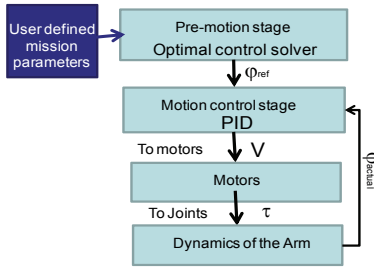 User defined
mission
parameters
Pre-motion stage
Optimal control solver
φref
Motion control stage
PID
To motors V
Motors
To Joints τ
Dynamics of the Arm
φactual